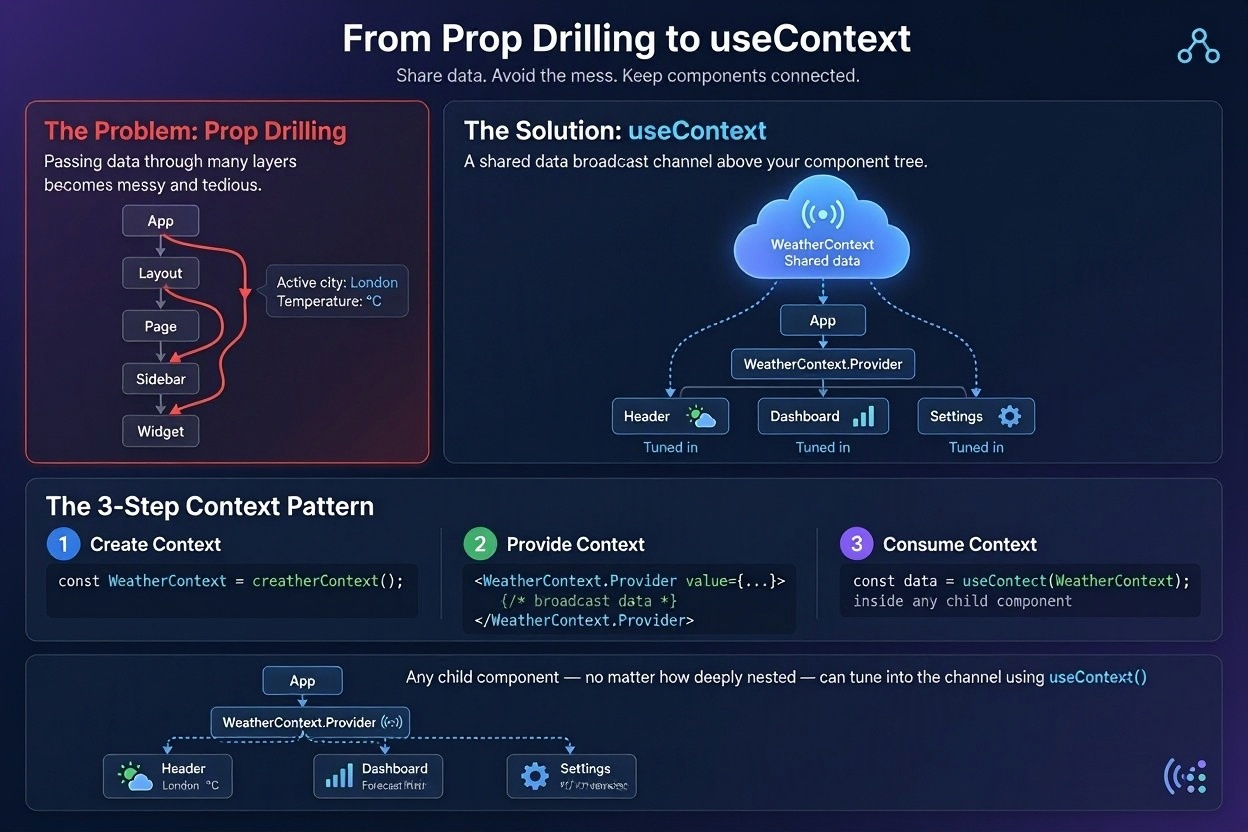 From Prop Drilling to useContext
Share data. Avoid the mess. Keep components connected.
The Problem: Prop Drilling
Passing data through many layers
becomes messy and tedious.
App
Layout
Page
Sidebar
Widget
Active city: London
Temperature: °C
The Solution: useContext
A shared data broadcast channel above your component tree.
WeatherContext
Shared data
App
WeatherContext.Provider
Header
Dashboard
Settings
Tuned in
Tuned in
Tuned in
The 3-Step Context Pattern
1 Create Context
const WeatherContext = creatherContext();
2 Provide Context
<WeatherContext.Provider value={...}>
{/* broadcast data *}
</WeatherContext.Provider>
3 Consume Context
const data = useContect(WeatherContext);
inside any child component
Any child component — no matter how deeply nested — can tune into the channel using useContext()
App
WeatherContext.Provider
Header
London °C
Dashboard
Forecast
Settings